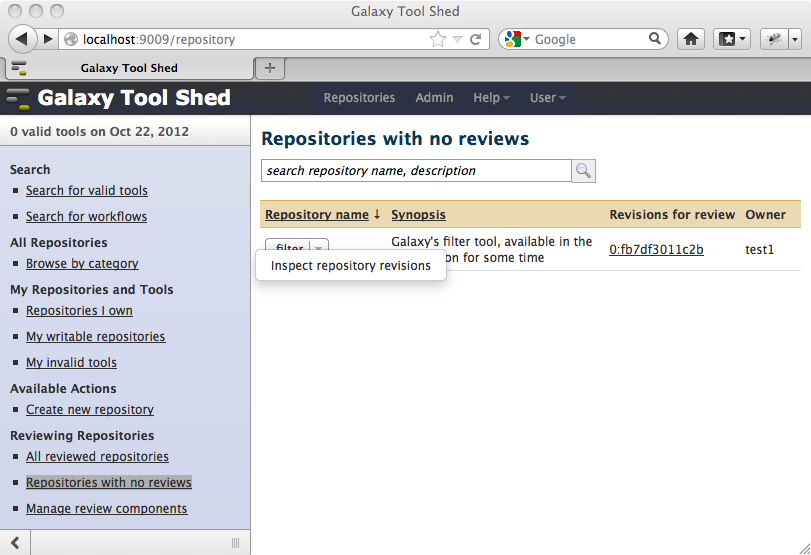 Galaxy Tool Shed
localhost:9009/repository
Google
Galaxy Tool Shed
Galaxy Tool Shed
Repositories Admin Help User
0 valid tools on Oct 22, 2012
Search
Search for valid tools
Search for workflows
All Repositories
Browse by category
My Repositories and Tools
Repositories I own
My writable repositories
My invalid tools
Available Actions
Create new repository
Reviewing Repositories
All reviewed repositories
Repositories with no reviews
Manage review components
Repositories with no reviews
search repository name, description
Repository name ↓ Synopsis Revisions for review Owner
filter Galaxy's filter tool, available in the 0:fb7df3011c2b test1
on for some time
Inspect repository revisions